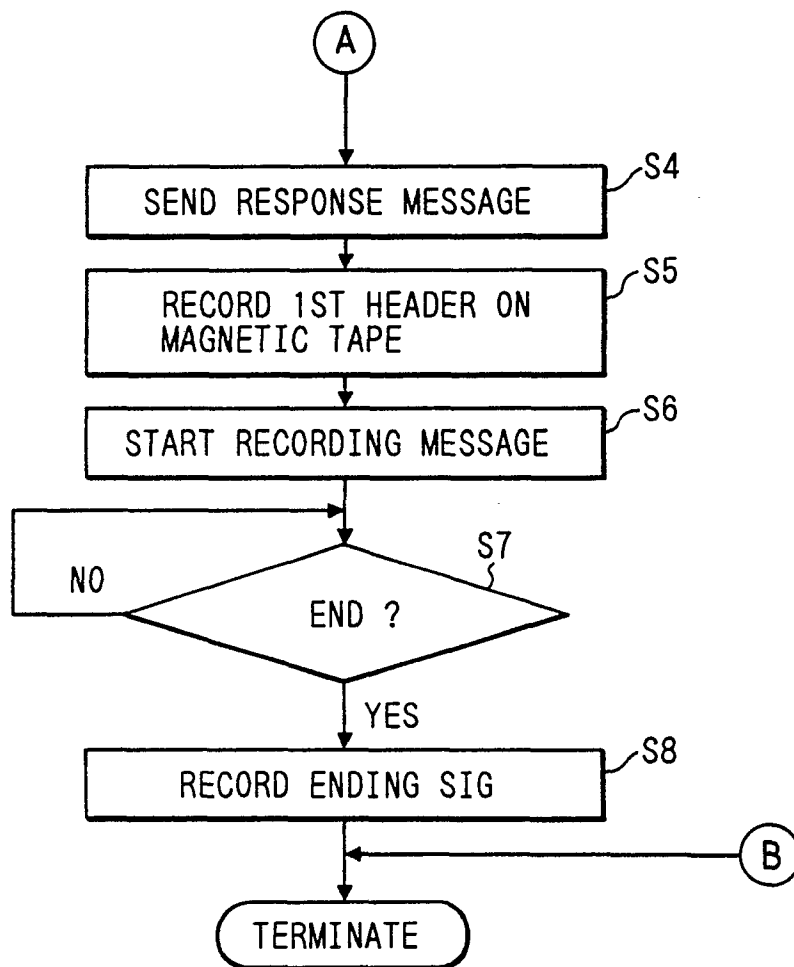 A
S4
SEND RESPONSE MESSAGE
S5
RECORD 1ST HEADER ON
MAGNETIC TAPE
S6
START RECORDING MESSAGE
S7
NO
END ?
YES
S8
RECORD ENDING SIG
B
TERMINATE